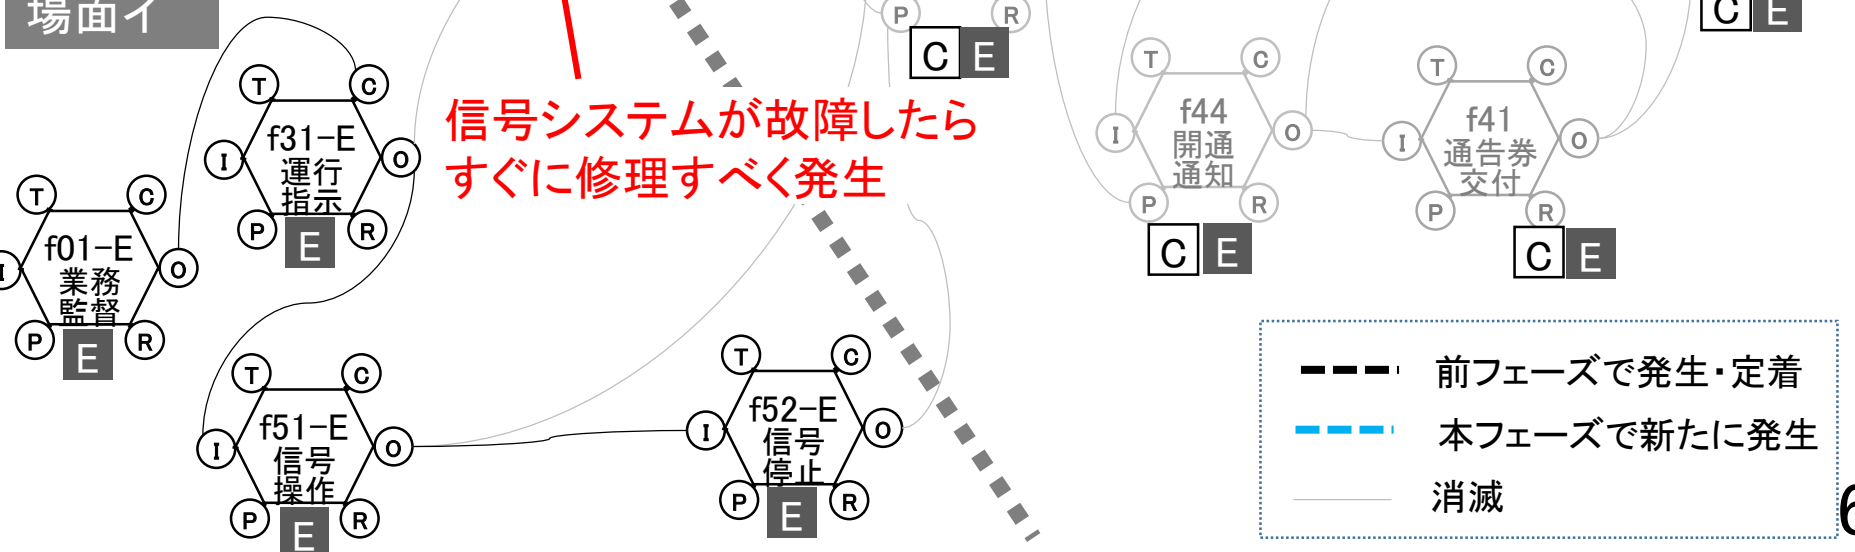 場面イ
P
R
C E
C E
T
C
f31-E
運行
指示
I
O
P
R
E
信号システムが故障したら
すぐに修理すべく発生
T
C
f44
開通
通知
I
O
P
R
C E
T
C
f41
通告券
交付
I
O
P
R
C E
T
C
f01-E
業務
監督
I
O
P
R
E
T
C
f51-E
信号
操作
I
O
P
R
E
T
C
f52-E
信号
停止
I
O
P
R
E
前フェーズで発生・定着
本フェーズで新たに発生
消滅